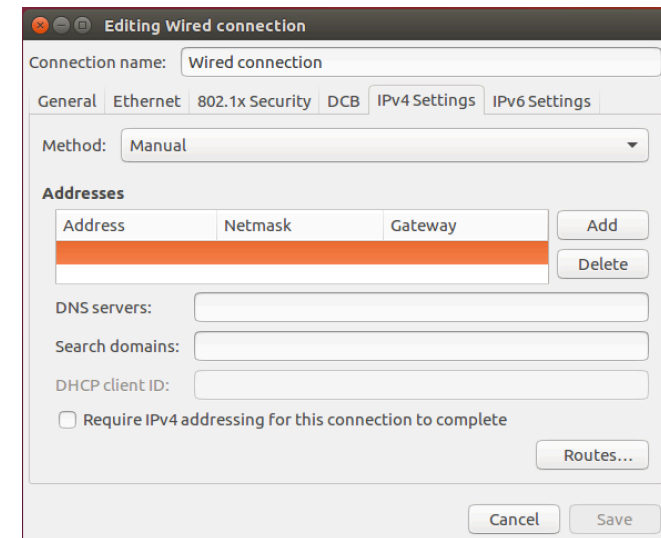 Editing Wired connection
Connection name: Wired connection
General Ethernet 802.1x Security DCB IPv4 Settings IPv6 Settings
Method: Manual
Addresses
Address Netmask Gateway Add
Delete
DNS servers:
Search domains:
DHCP client ID:
Require IPv4 addressing for this connection to complete
Routes...
Cancel Save